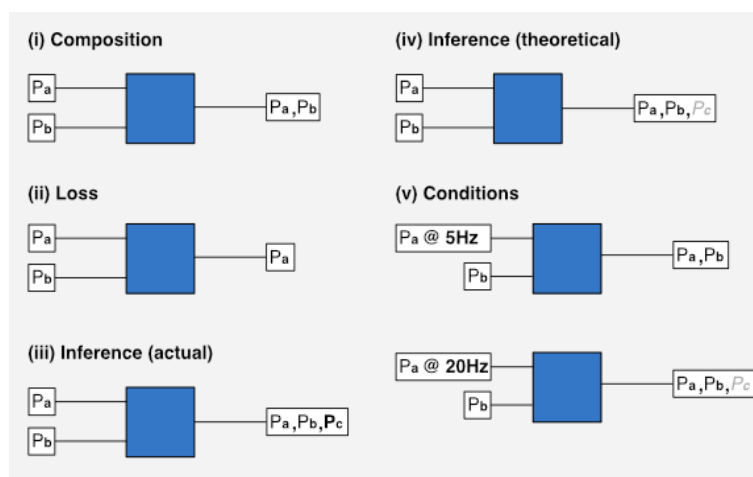 (i) Composition
Pa
Pb
Pa,Pb
(ii) Loss
Pa
Pb
Pa
(iii) Inference (actual)
Pa
Pb
Pa,Pb,Pc
(iv) Inference (theoretical)
Pa
Pb
Pa,Pb,Pc
(v) Conditions
Pa @ 5Hz
Pb
Pa,Pb
Pa @ 20Hz
Pb
Pa,Pb,Pc